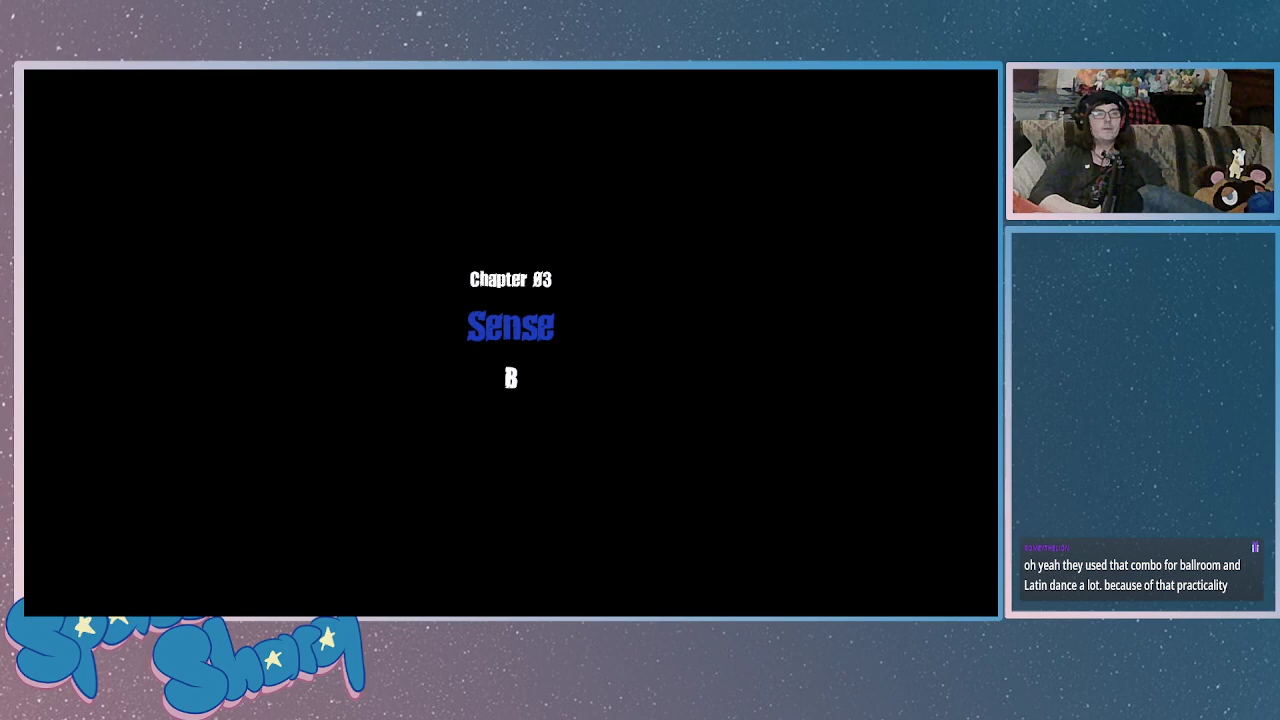 Chapter 03
Sense
B
oh yeah they used that combo for ballroom and
Latin dance a lot. because of that practicality
Sharq